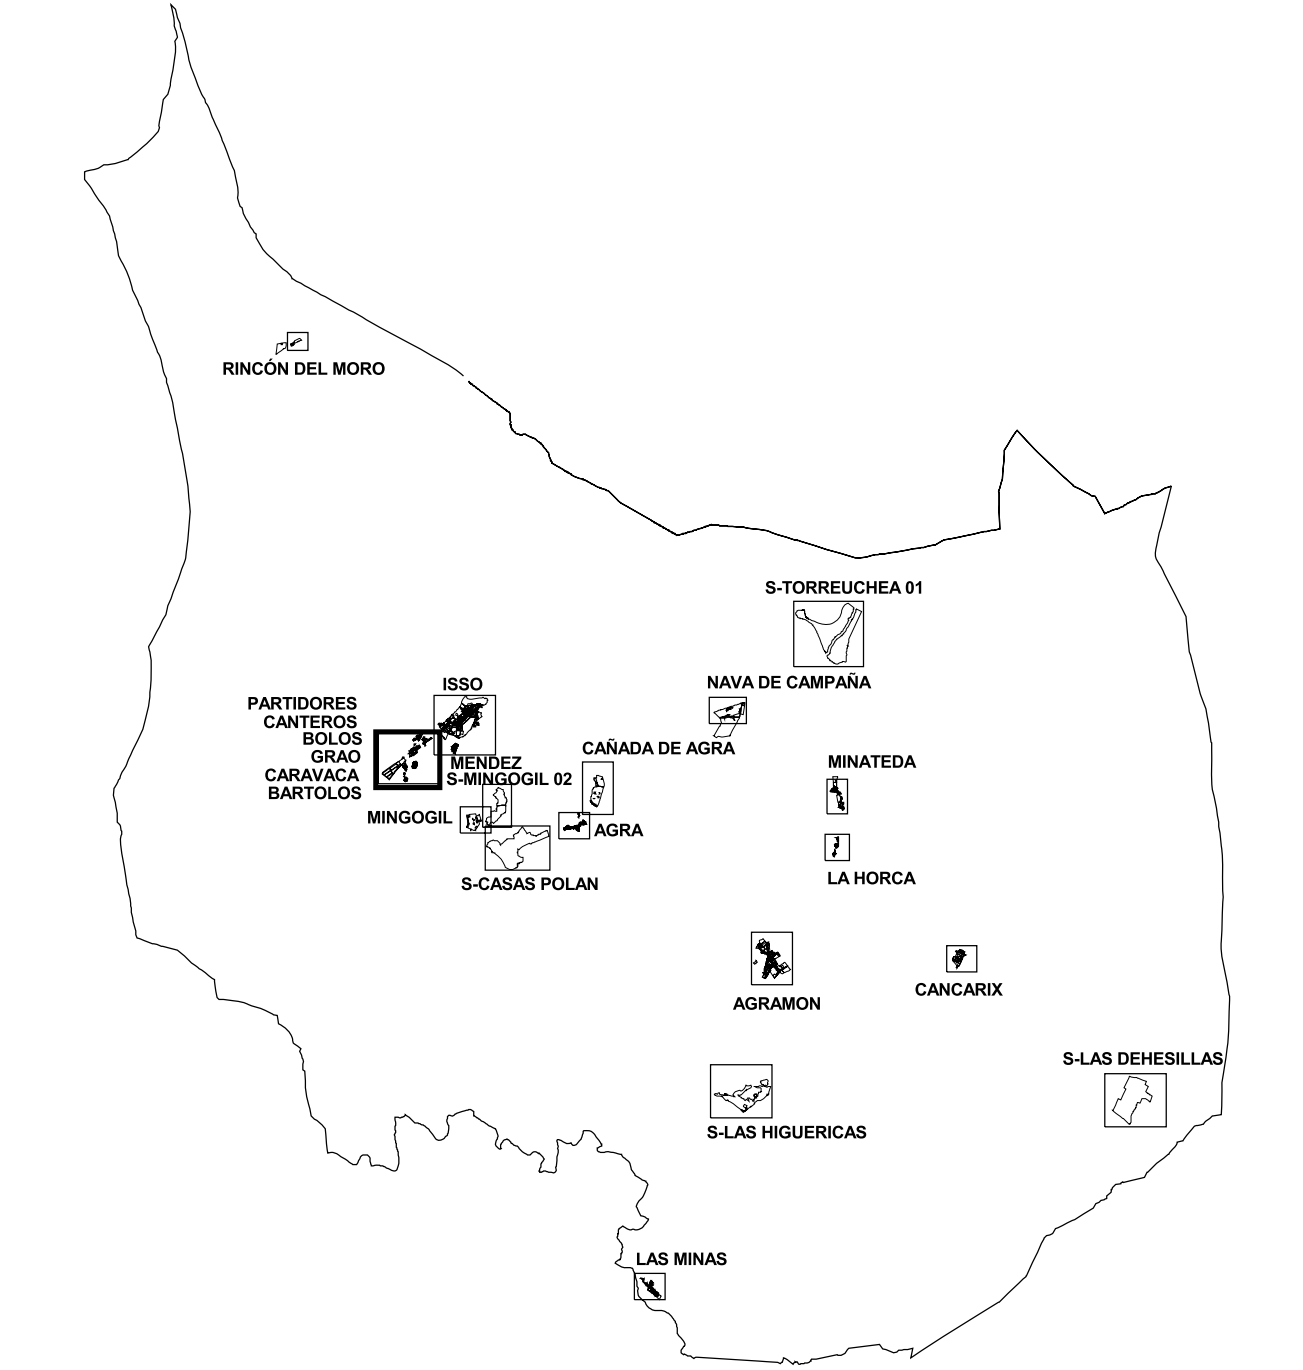 RINCÓN DEL MORO
S-TORREUCHEA 01
NAVA DE CAMPAÑA
ISSO
PARTIDORES
CANTEROS
BOLOS
GRAO
CARAVACA
BARTOLOS
MENDEZ
S-MINGOGIL 02
CAÑADA DE AGRA
MINATEDA
MINGOGIL
AGRA
S-CASAS POLAN
LA HORCA
AGRAMON
CANCARIX
S-LAS DEHESILLAS
S-LAS HIGUERICAS
LAS MINAS